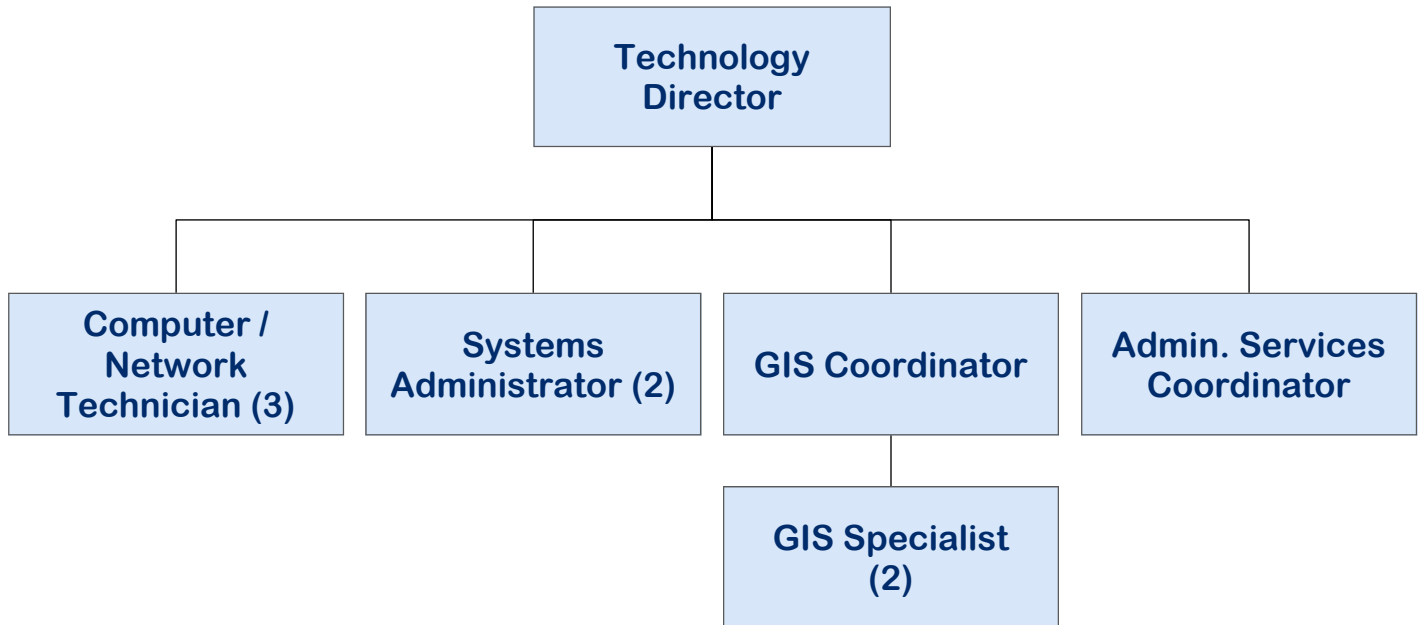 Technology
Director
Computer /
Network
Technician (3)
Systems
Administrator (2)
GIS Coordinator
Admin. Services
Coordinator
GIS Specialist
(2)